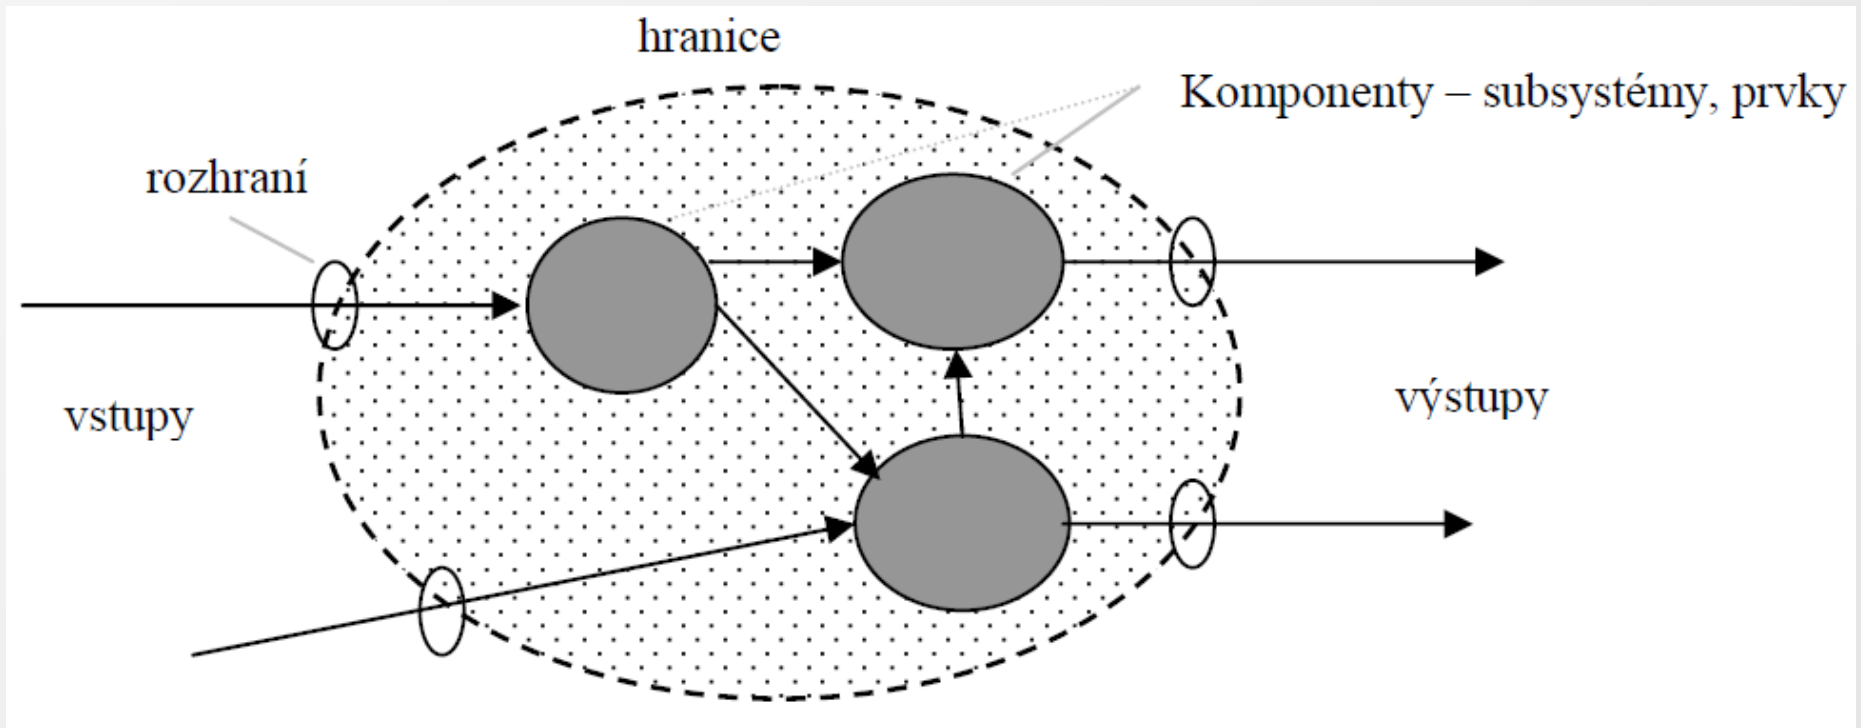 hranice
Komponenty – subsystémy, prvky
rozhraní
vstupy
výstupy